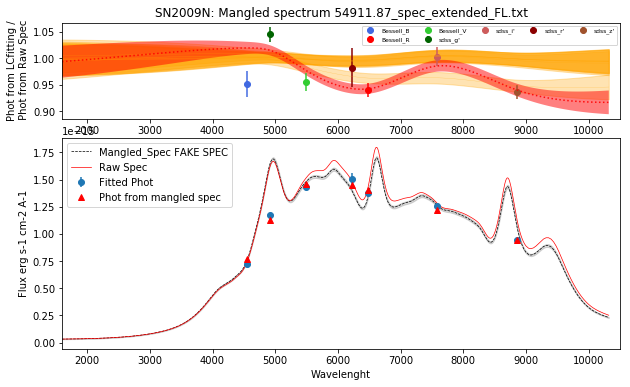 SN2009N: Mangled spectrum 54911.87_spec_extended_FL.txt
Phot from LCfitting /
Phot from Raw Spec
1.05
1.00
0.95
0.90
Bessell_B
Bessell_V
sdss_i'
sdss_r'
sdss_z'
Bessell_R
sdss_g'
2000 3000 4000 5000 6000 7000 8000 9000 10000
1e-15
Flux erg s-1 cm-2 A-1
1.75
1.50
1.25
1.00
0.75
0.50
0.25
0.00
Mangled_Spec FAKE SPEC
Raw Spec
Fitted Phot
Phot from mangled spec
2000 3000 4000 5000 6000 7000 8000 9000 10000
Wavelenght